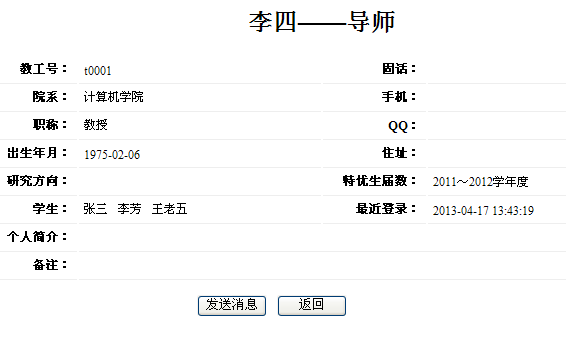 李四——导师
教工号： t0001 固话：
院系： 计算机学院 手机：
职称： 教授 QQ：
出生年月： 1975-02-06 住址：
研究方向： 特优生届数： 2011～2012学年度
学生： 张三 李芳 王老五 最近登录： 2013-04-17 13:43:19
个人简介：
备注：
发送消息 返回